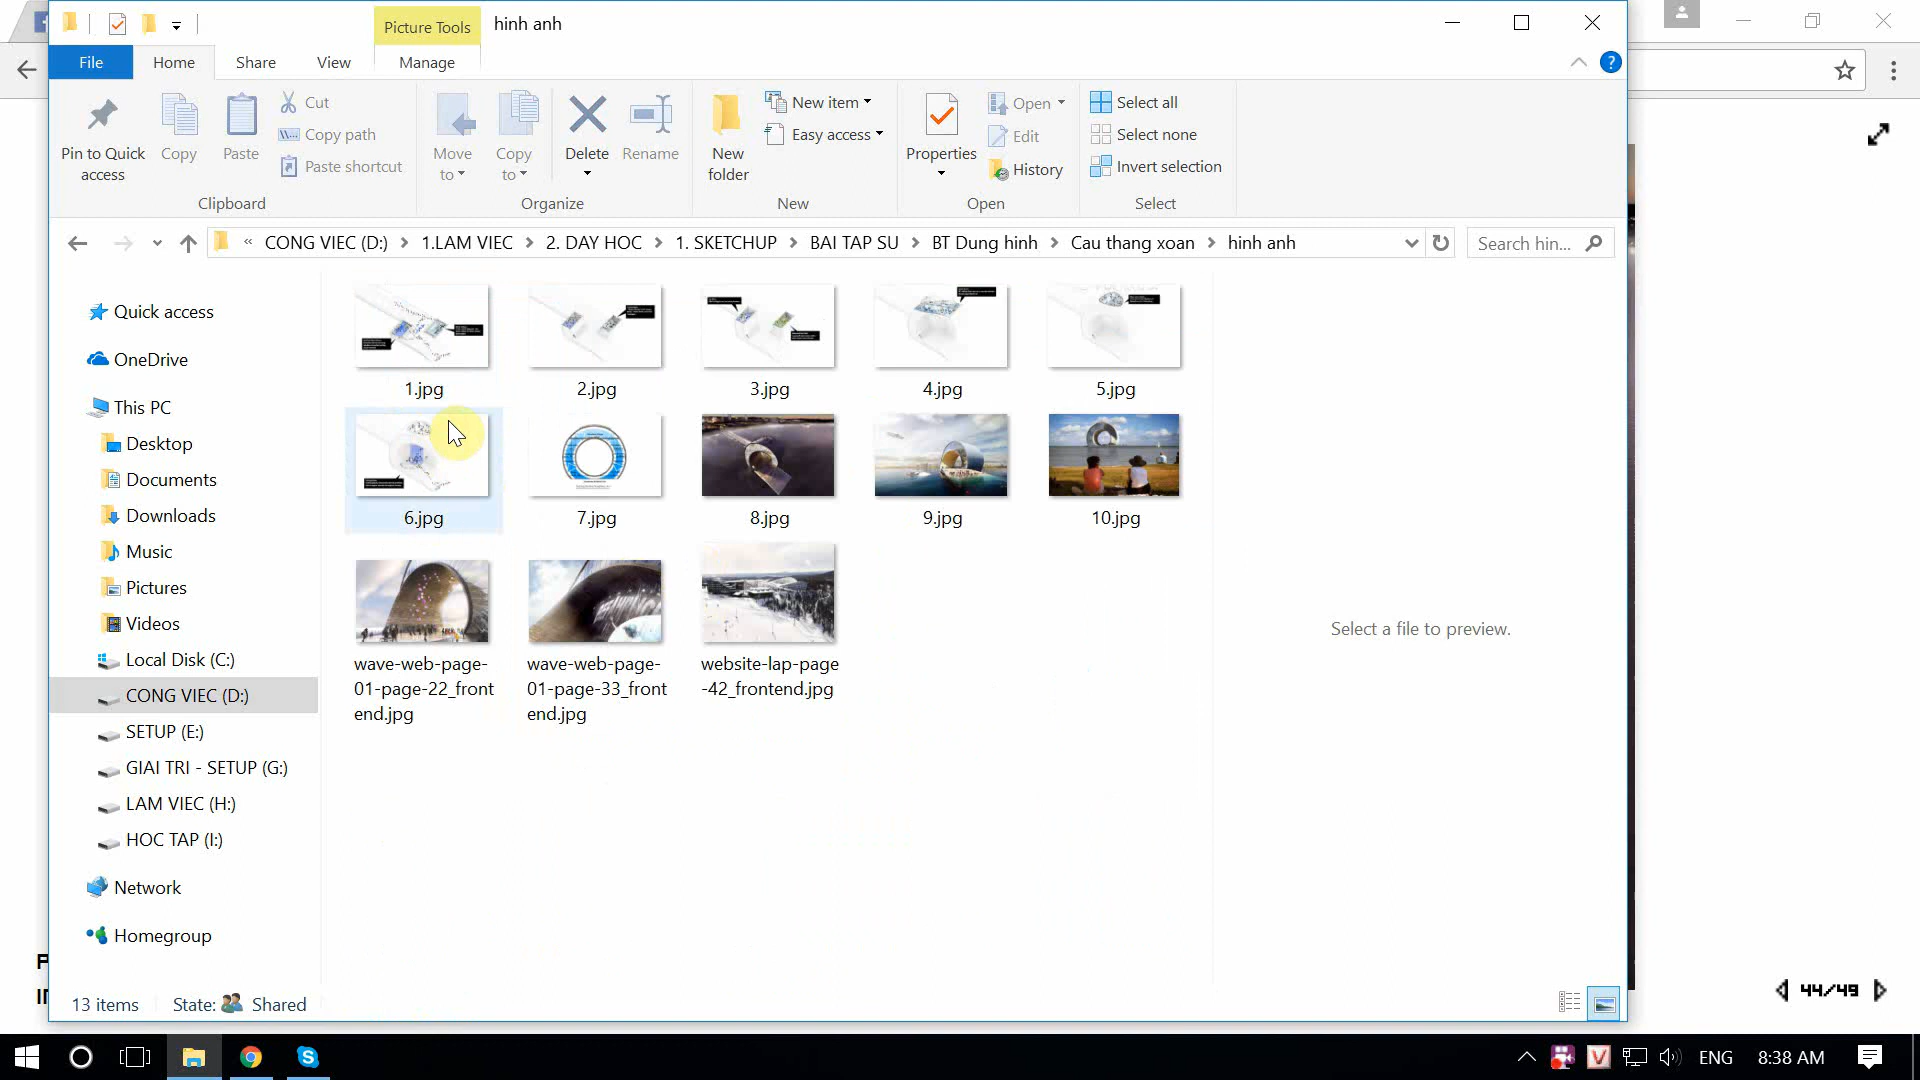 Picture Tools
hinh anh
File
Home
Share
View
Manage
Pin to Quick access
Copy
Paste
Cut
Copy path
Paste shortcut
Clipboard
Move to
Copy to
Delete
Rename
Organize
New folder
New item
Easy access
New
Properties
Open
Edit
History
Open
Select all
Select none
Invert selection
Select
« CONG VIEC (D:) > 1.LAM VIEC > 2. DAY HOC > 1. SKETCHUP > BAI TAP SU > BT Dung hinh > Cau thang xoan > hinh anh
Search hin...
Quick access
OneDrive
This PC
Desktop
Documents
Downloads
Music
Pictures
Videos
Local Disk (C:)
CONG VIEC (D:)
SETUP (E:)
GIAI TRI - SETUP (G:)
LAM VIEC (H:)
HOC TAP (I:)
Network
Homegroup
1.jpg
2.jpg
3.jpg
4.jpg
5.jpg
6.jpg
7.jpg
8.jpg
9.jpg
10.jpg
wave-web-page-
01-page-22_front
end.jpg
wave-web-page-
01-page-33_front
end.jpg
website-lap-page
-42_frontend.jpg
Select a file to preview.
13 items
State: Shared
44/49
ENG
8:38 AM